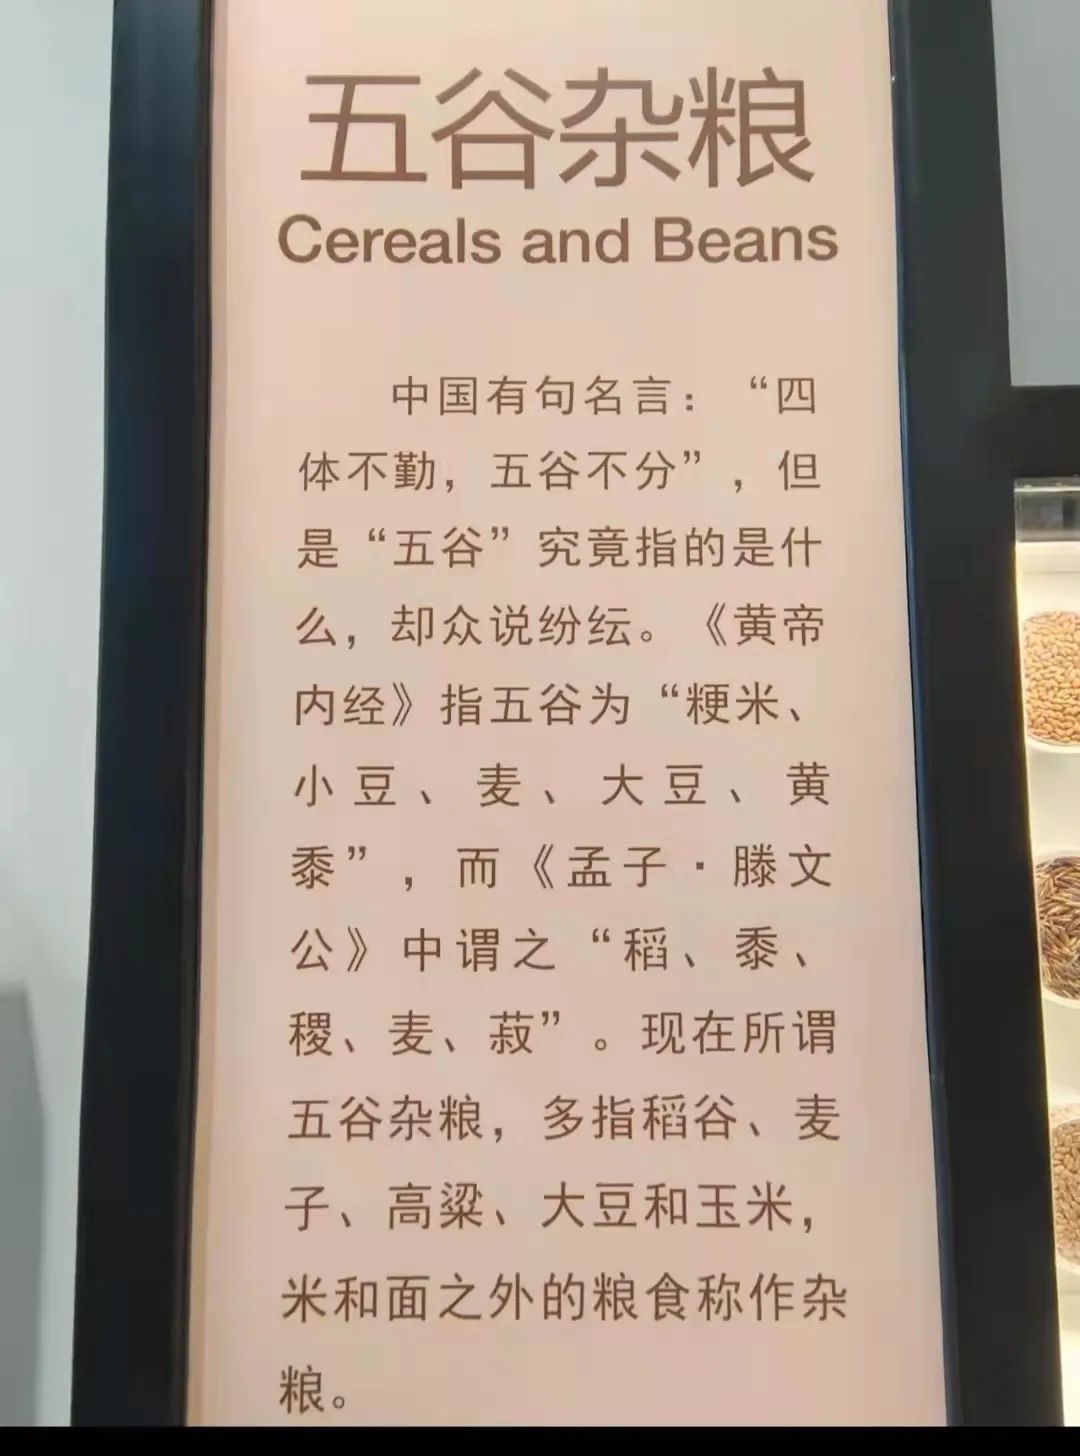 五谷杂粮
Cereals and Beans
中国有句名言：“四
体不勤，五谷不分”，但
是“五谷”究竟指的是什
么，却众说纷纭。《黄帝
内经》指五谷为“粳米、
小豆、麦、大豆、黄
黍”，而《孟子·滕文
公》中谓之“稻、黍、
稷、麦、菽”。现在所谓
五谷杂粮，多指稻谷、麦
子、高粱、大豆和玉米，
米和面之外的粮食称作杂
粮。